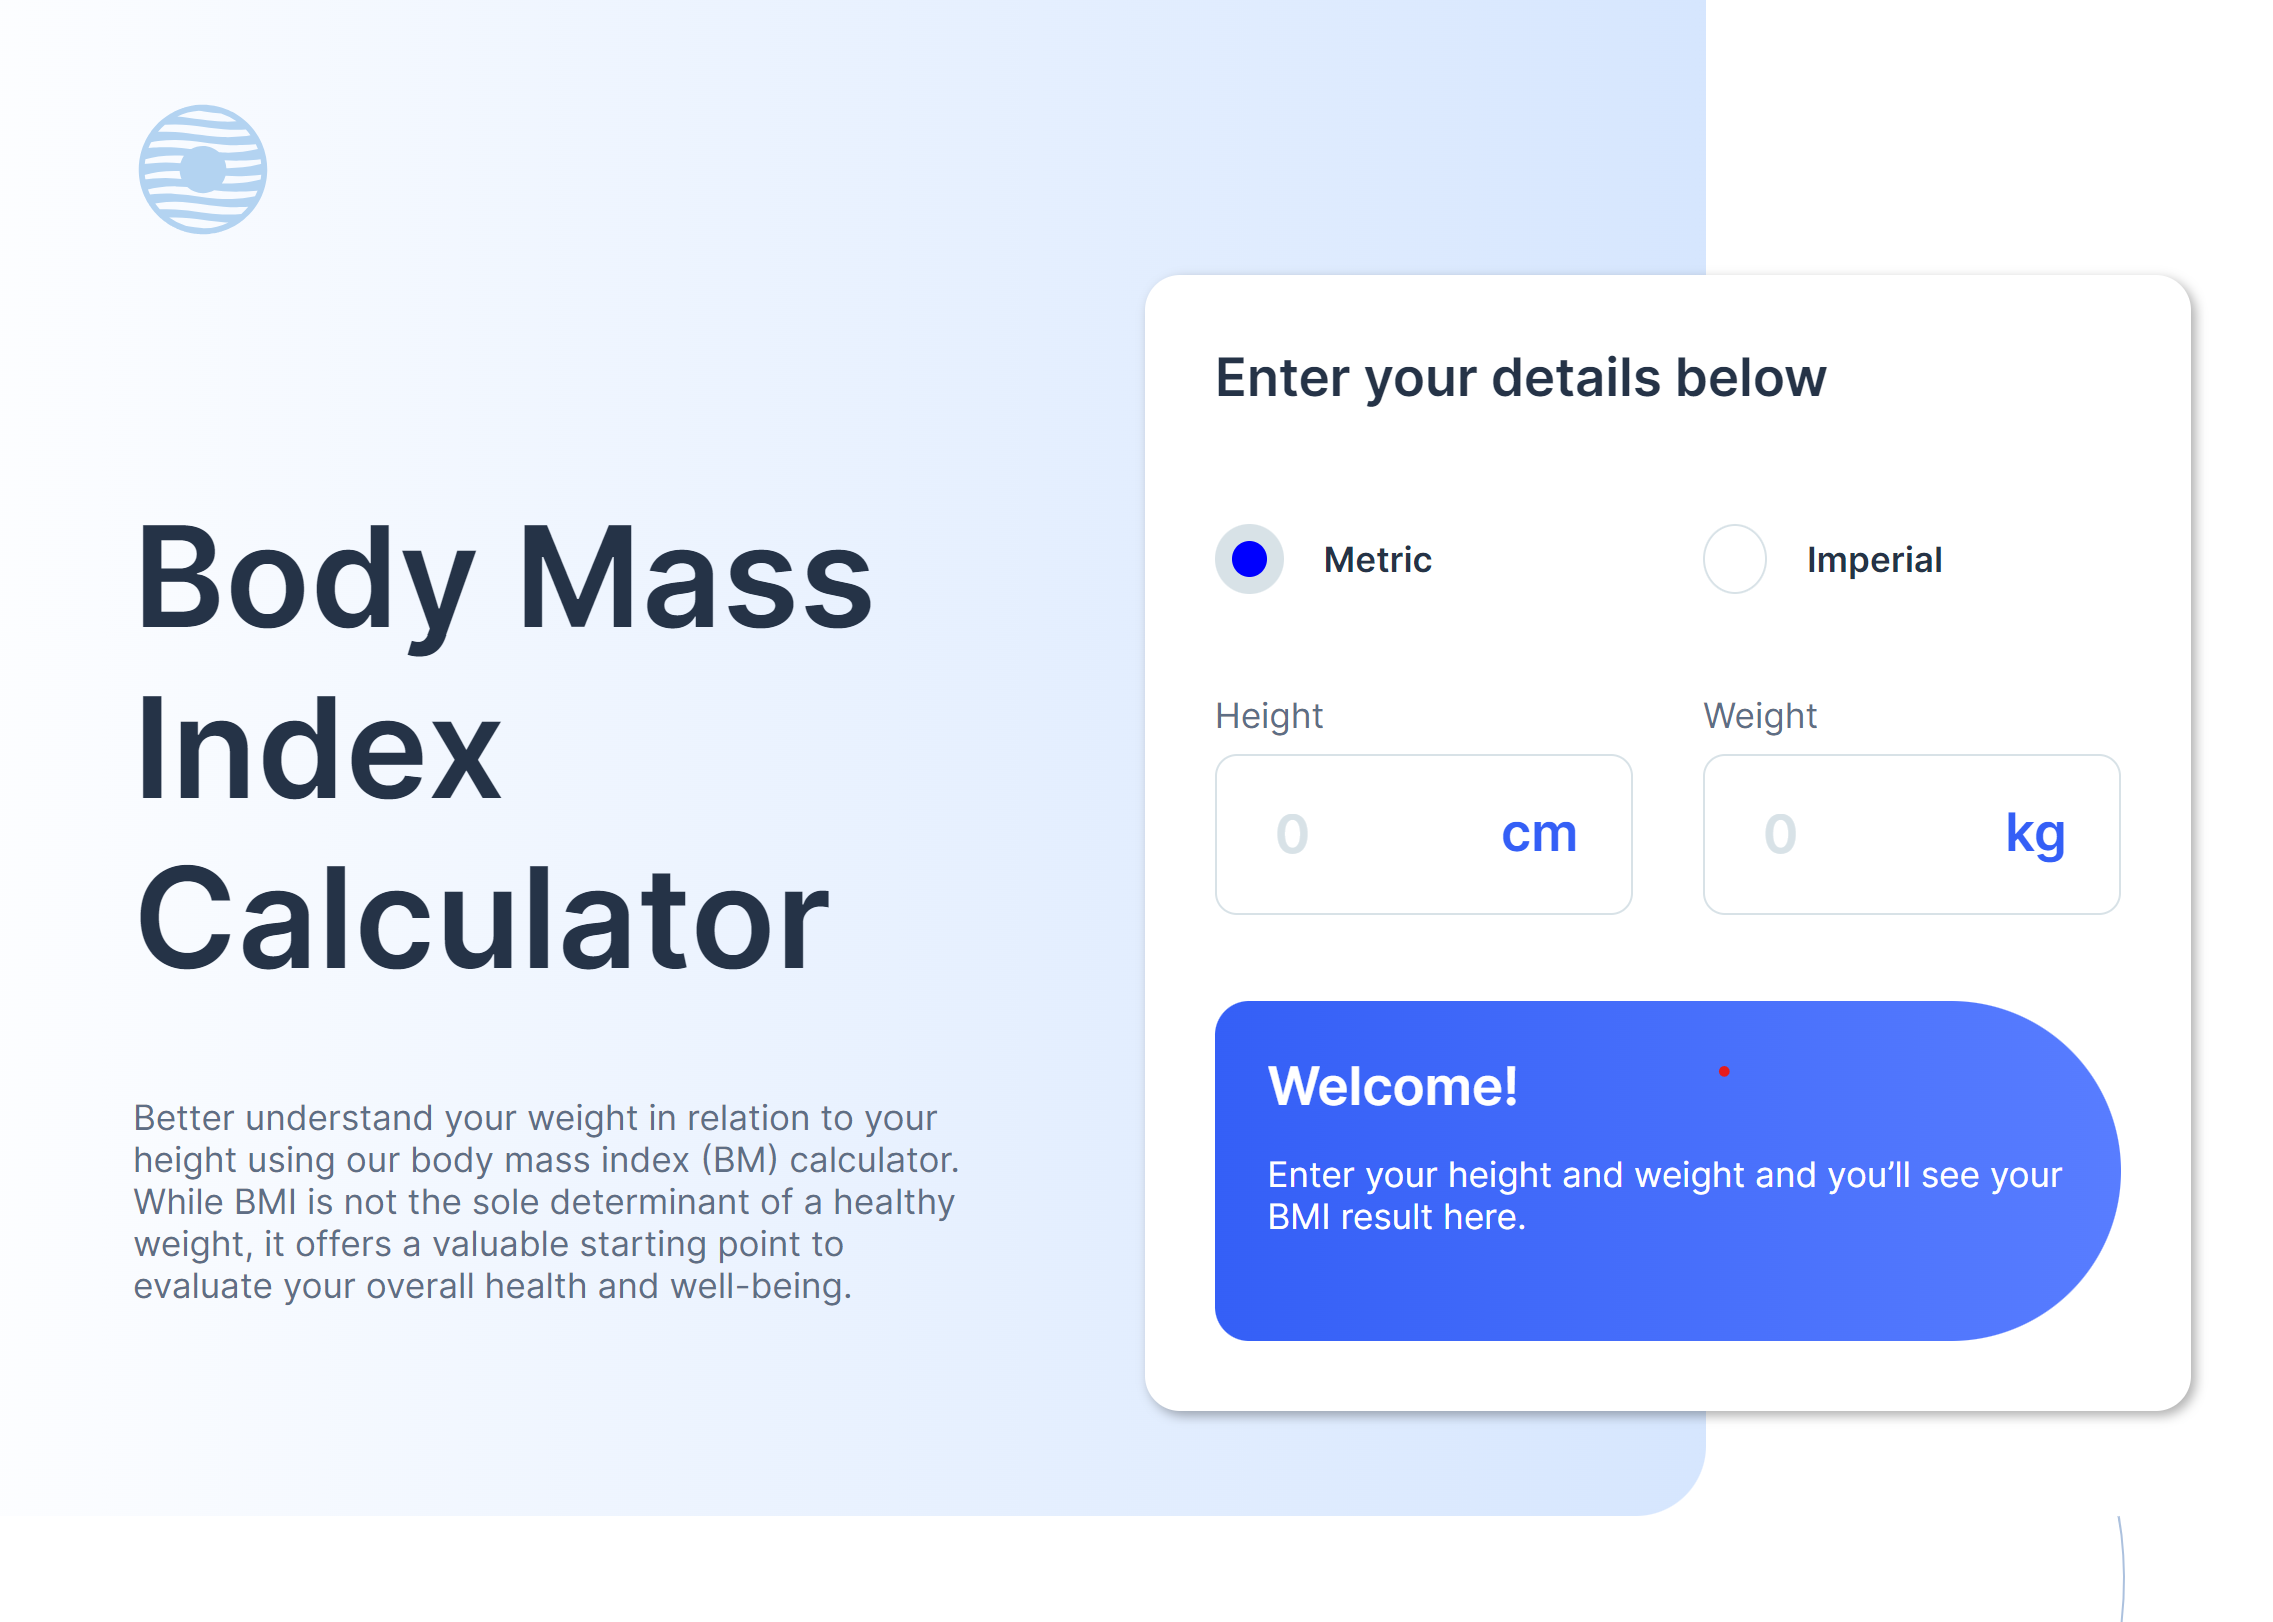 Body Mass
Index
Calculator
Better understand your weight in relation to your
height using our body mass index (BM) calculator.
While BMI is not the sole determinant of a healthy
weight, it offers a valuable starting point to
evaluate your overall health and well-being.
Enter your details below
Metric Imperial
Height Weight
0 cm 0 kg
Welcome!
Enter your height and weight and you’ll see your
BMI result here.